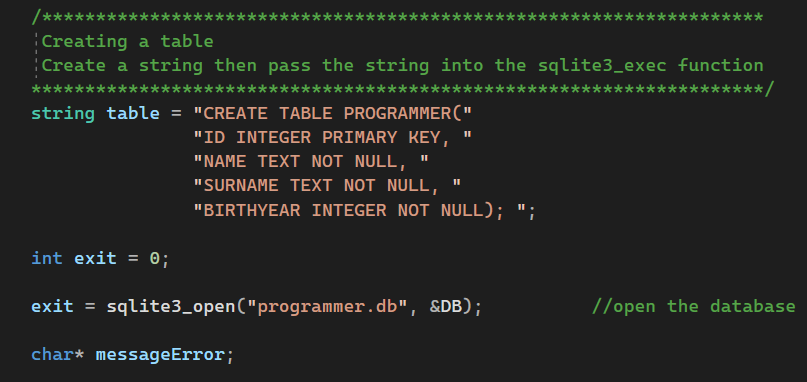 /*******************************************************************
Creating a table
Create a string then pass the string into the sqlite3_exec function
********************************************************************/
string table = "CREATE TABLE PROGRAMMER("
"ID INTEGER PRIMARY KEY, "
"NAME TEXT NOT NULL, "
"SURNAME TEXT NOT NULL, "
"BIRTHYEAR INTEGER NOT NULL); ";
int exit = 0;
exit = sqlite3_open("programmer.db", &DB); //open the database
char* messageError;